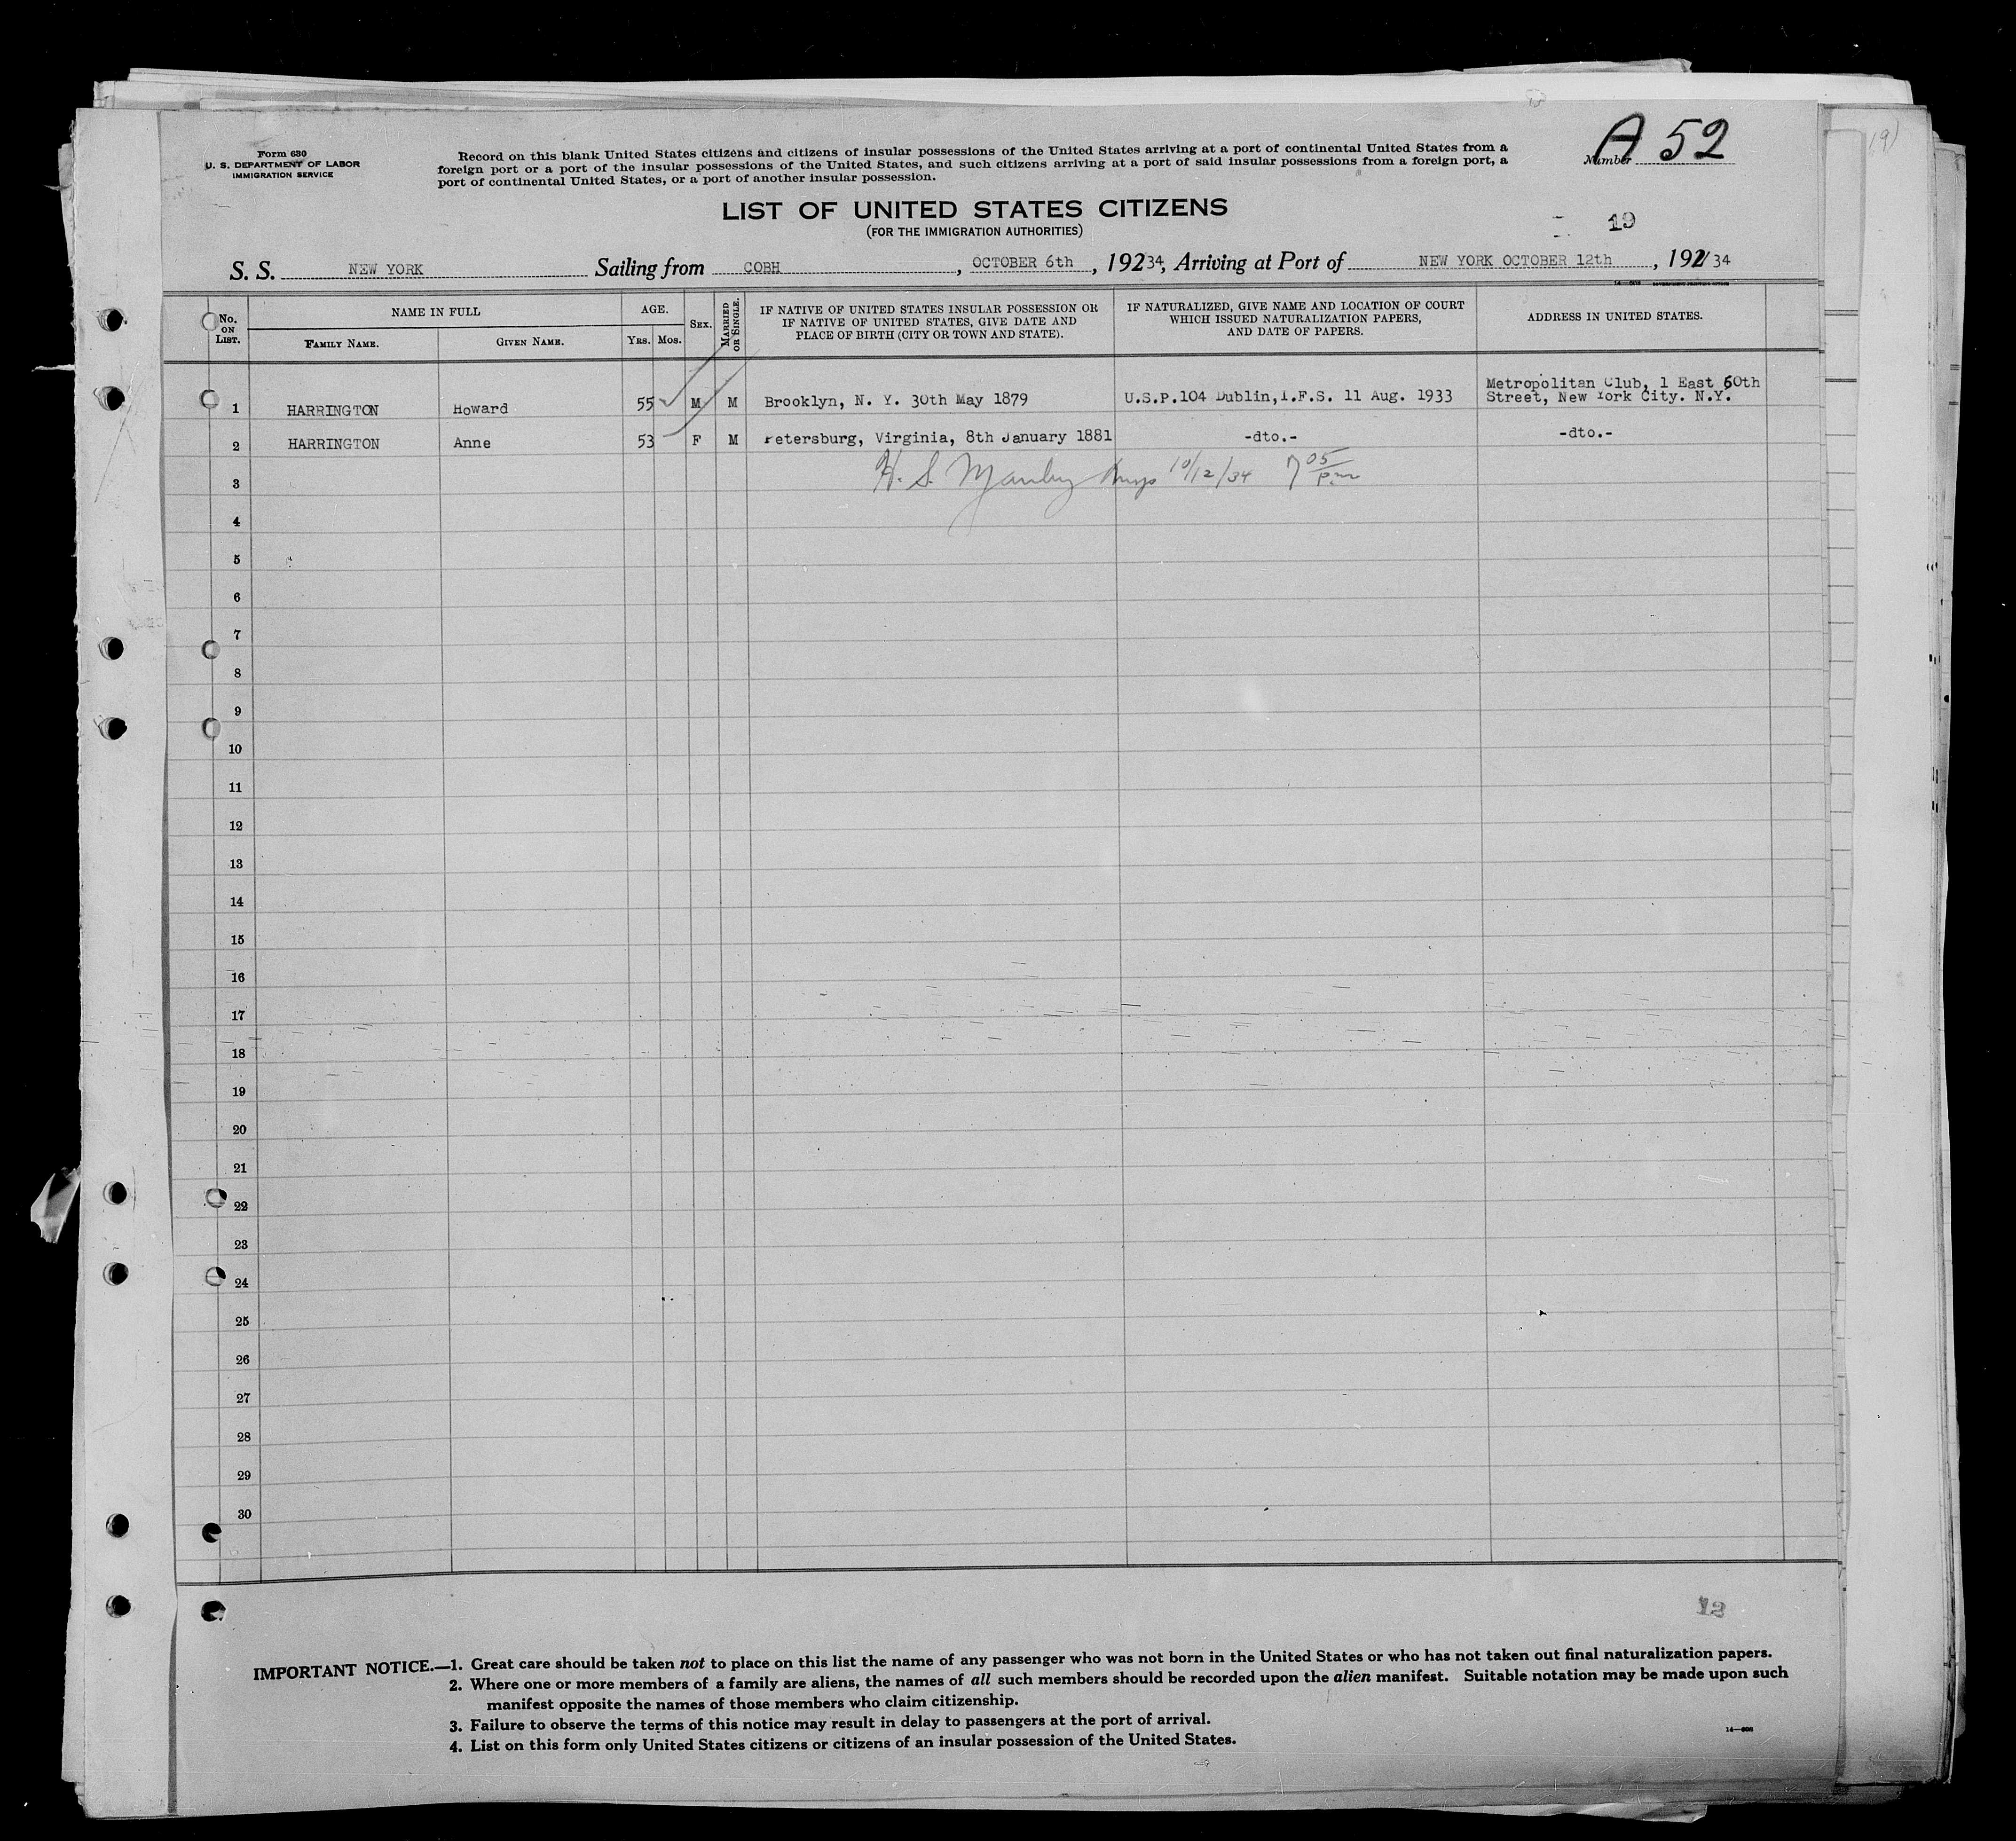 Form 630
U. S. DEPARTMENT OF LABOR
IMMIGRATION SERVICE
Record on this blank United States citizens and citizens of insular possessions of the United States arriving at a port of continental United States from a
foreign port or a port of the insular possessions of the United States, and such citizens arriving at a port of said insular possessions from a foreign port, a
port of continental United States, or a port of another insular possession.
Number A 52
LIST OF UNITED STATES CITIZENS
(FOR THE IMMIGRATION AUTHORITIES)
19
S. S. NEW YORK Sailing from COBH, OCTOBER 6th, 19234, Arriving at Port of NEW YORK OCTOBER 12th, 192/34
No. ON LIST. NAME IN FULL AGE. SEX. MARRIED OR SINGLE. IF NATIVE OF UNITED STATES INSULAR POSSESSION OR IF NATIVE OF UNITED STATES, GIVE DATE AND PLACE OF BIRTH (CITY OR TOWN AND STATE). IF NATURALIZED, GIVE NAME AND LOCATION OF COURT WHICH ISSUED NATURALIZATION PAPERS, AND DATE OF PAPERS. ADDRESS IN UNITED STATES.
FAMILY NAME. GIVEN NAME. YRS. MOS.
1 HARRINGTON Howard 55 M M Brooklyn, N. Y. 30th May 1879 U.S.P.104 Dublin, I.F.S. 11 Aug. 1933 Metropolitan Club, 1 East 60th
Street, New York City. N.Y.
2 HARRINGTON Anne 53 F M Petersburg, Virginia, 8th January 1881 -dto.- -dto.-
3 H. S. 10/12/34 7 05 pm
4
5
6
7
8
9
10
11
12
13
14
15
16
17
18
19
20
21
22
23
24
25
26
27
28
29
30
12
IMPORTANT NOTICE.—1. Great care should be taken not to place on this list the name of any passenger who was not born in the United States or who has not taken out final naturalization papers.
2. Where one or more members of a family are aliens, the names of all such members should be recorded upon the alien manifest. Suitable notation may be made upon such
manifest opposite the names of those members who claim citizenship.
3. Failure to observe the terms of this notice may result in delay to passengers at the port of arrival.
4. List on this form only United States citizens or citizens of an insular possession of the United States.